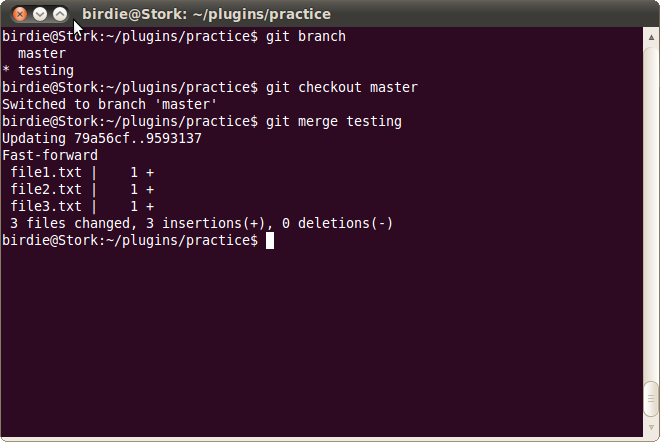 birdie@Stork: ~/plugins/practice
birdie@Stork:~/plugins/practice$ git branch
  master
* testing
birdie@Stork:~/plugins/practice$ git checkout master
Switched to branch 'master'
birdie@Stork:~/plugins/practice$ git merge testing
Updating 79a56cf..9593137
Fast-forward
 file1.txt |    1 +
 file2.txt |    1 +
 file3.txt |    1 +
 3 files changed, 3 insertions(+), 0 deletions(-)
birdie@Stork:~/plugins/practice$